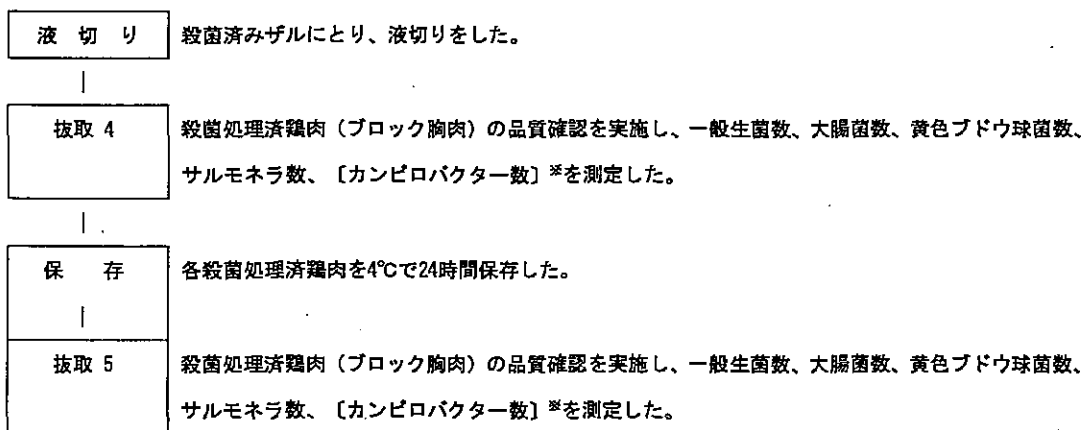 液切り 殺菌済みザルにとり、液切りをした。
抜取 4 殺菌処理済鶏肉(ブロック胸肉)の品質確認を実施し、一般生菌数、大腸菌数、黄色ブドウ球菌数、
サルモネラ数、〔カンピロバクター数〕※を測定した。
保存 各殺菌処理済鶏肉を4℃で24時間保存した。
抜取 5 殺菌処理済鶏肉(ブロック胸肉)の品質確認を実施し、一般生菌数、大腸菌数、黄色ブドウ球菌数、
サルモネラ数、〔カンピロバクター数〕※を測定した。